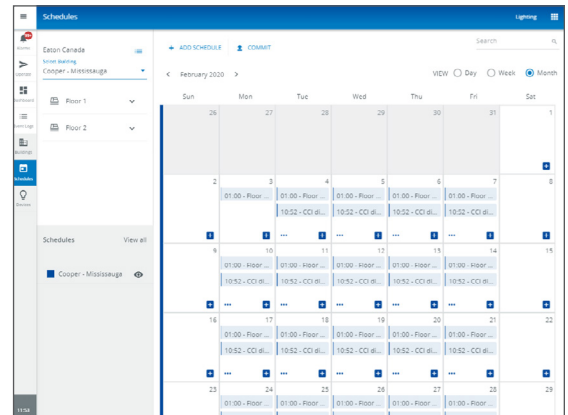 Schedules
Lighting
Alarms
Eaton Canada
Select Building
Cooper - Mississauga
Floor 1
Floor 2
Dashboard
Event Logs
Buildings
Schedules
Devices
Schedules View all
Cooper - Mississauga
11:53
ADD SCHEDULE COMMIT
Search
February 2020
VIEW Day Week Month
Sun Mon Tue Wed Thu Fri Sat
26 27 28 29 30 31 1
2 3 4 5 6 7 8
01:00 - Floor ... 01:00 - Floor ... 01:00 - Floor ... 01:00 - Floor ... 01:00 - Floor ...
10:52 - CCI di... 10:52 - CCI di... 10:52 - CCI di... 10:52 - CCI di...
9 10 11 12 13 14 15
01:00 - Floor ... 01:00 - Floor ... 01:00 - Floor ... 01:00 - Floor ... 01:00 - Floor ...
10:52 - CCI di... 10:52 - CCI di... 10:52 - CCI di... 10:52 - CCI di... 10:52 - CCI di...
16 17 18 19 20 21 22
01:00 - Floor ... 01:00 - Floor ... 01:00 - Floor ... 01:00 - Floor ... 01:00 - Floor ...
10:52 - CCI di... 10:52 - CCI di... 10:52 - CCI di... 10:52 - CCI di... 10:52 - CCI di...
23 24 25 26 27 28 29
01:00 - Floor ... 01:00 - Floor ... 01:00 - Floor ... 01:00 - Floor ... 01:00 - Floor ...